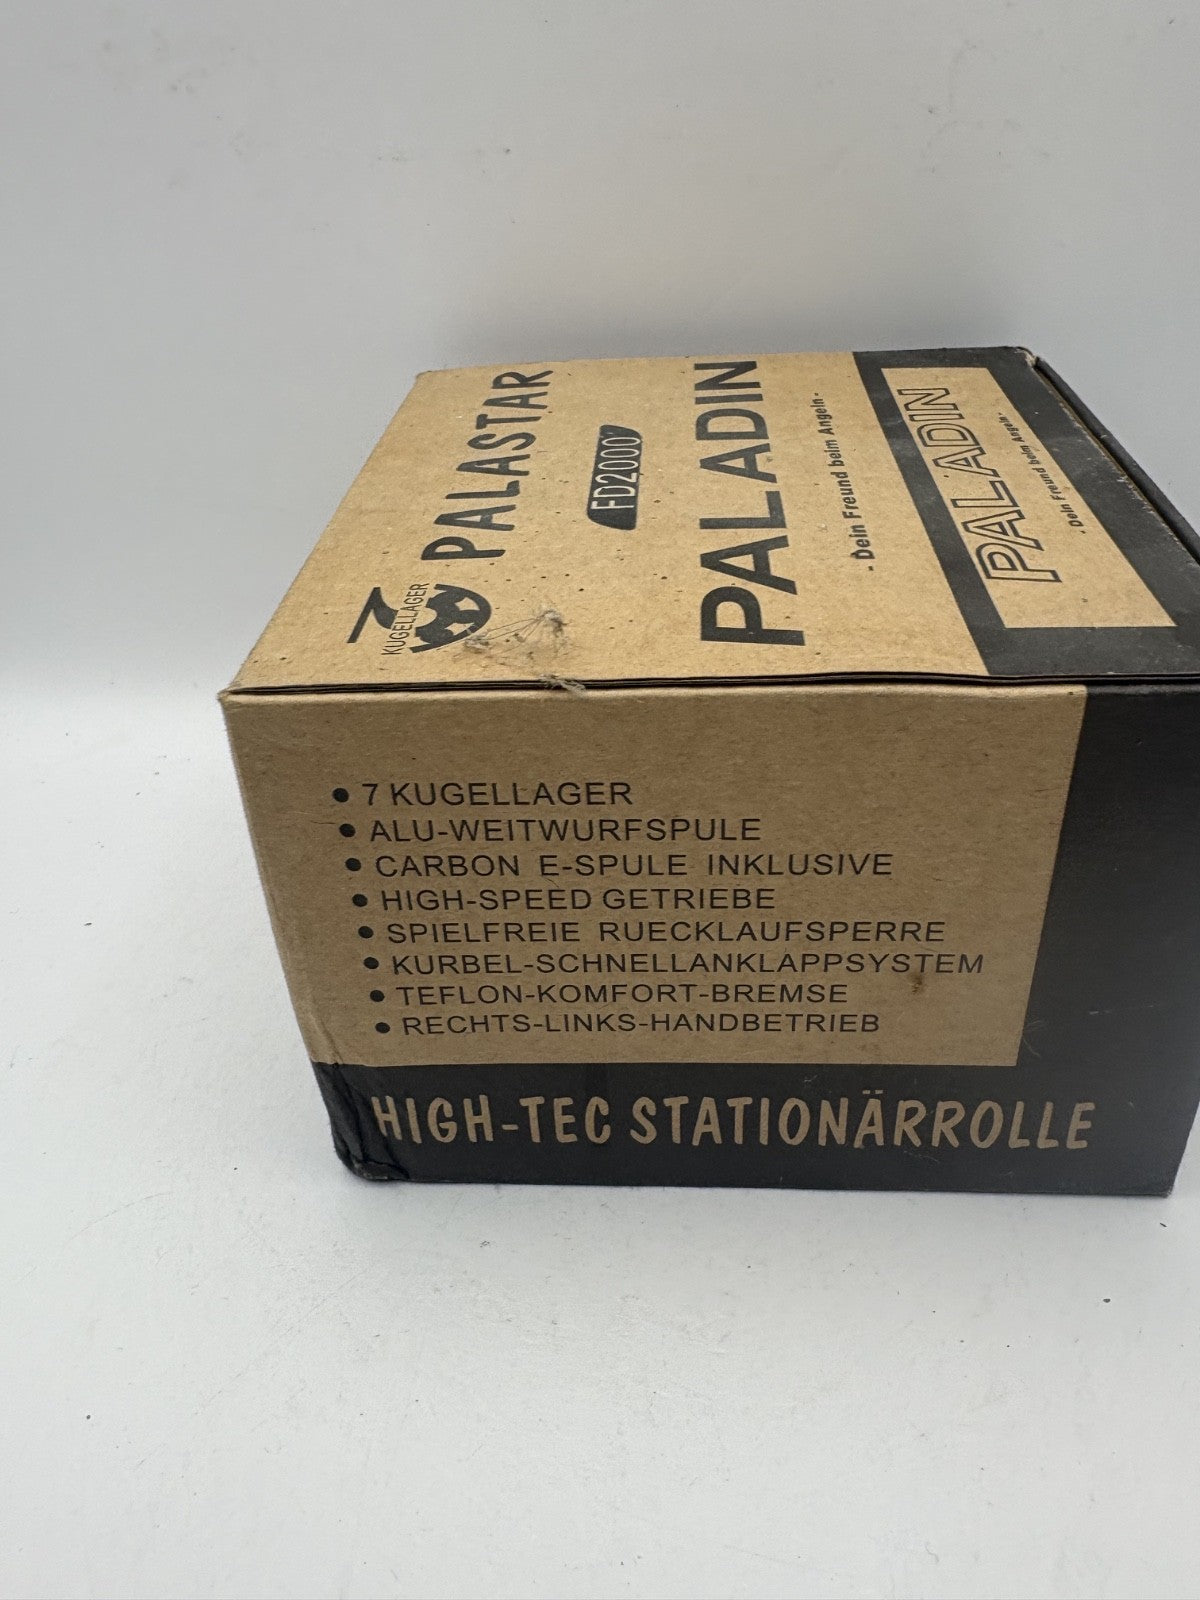 7
KUGELLAGER
PALASTAR
FD2000
PALADIN
- Dein Freund beim Angeln -
PALADIN
- Dein Freund beim Angeln -
• 7 KUGELLAGER
• ALU-WEITWURFSPULE
• CARBON E-SPULE INKLUSIVE
• HIGH-SPEED GETRIEBE
• SPIELFREIE RUECKLAUFSPERRE
• KURBEL-SCHNELLANKLAPPSYSTEM
• TEFLON-KOMFORT-BREMSE
• RECHTS-LINKS-HANDBETRIEB
HIGH-TEC STATIONÄRROLLE